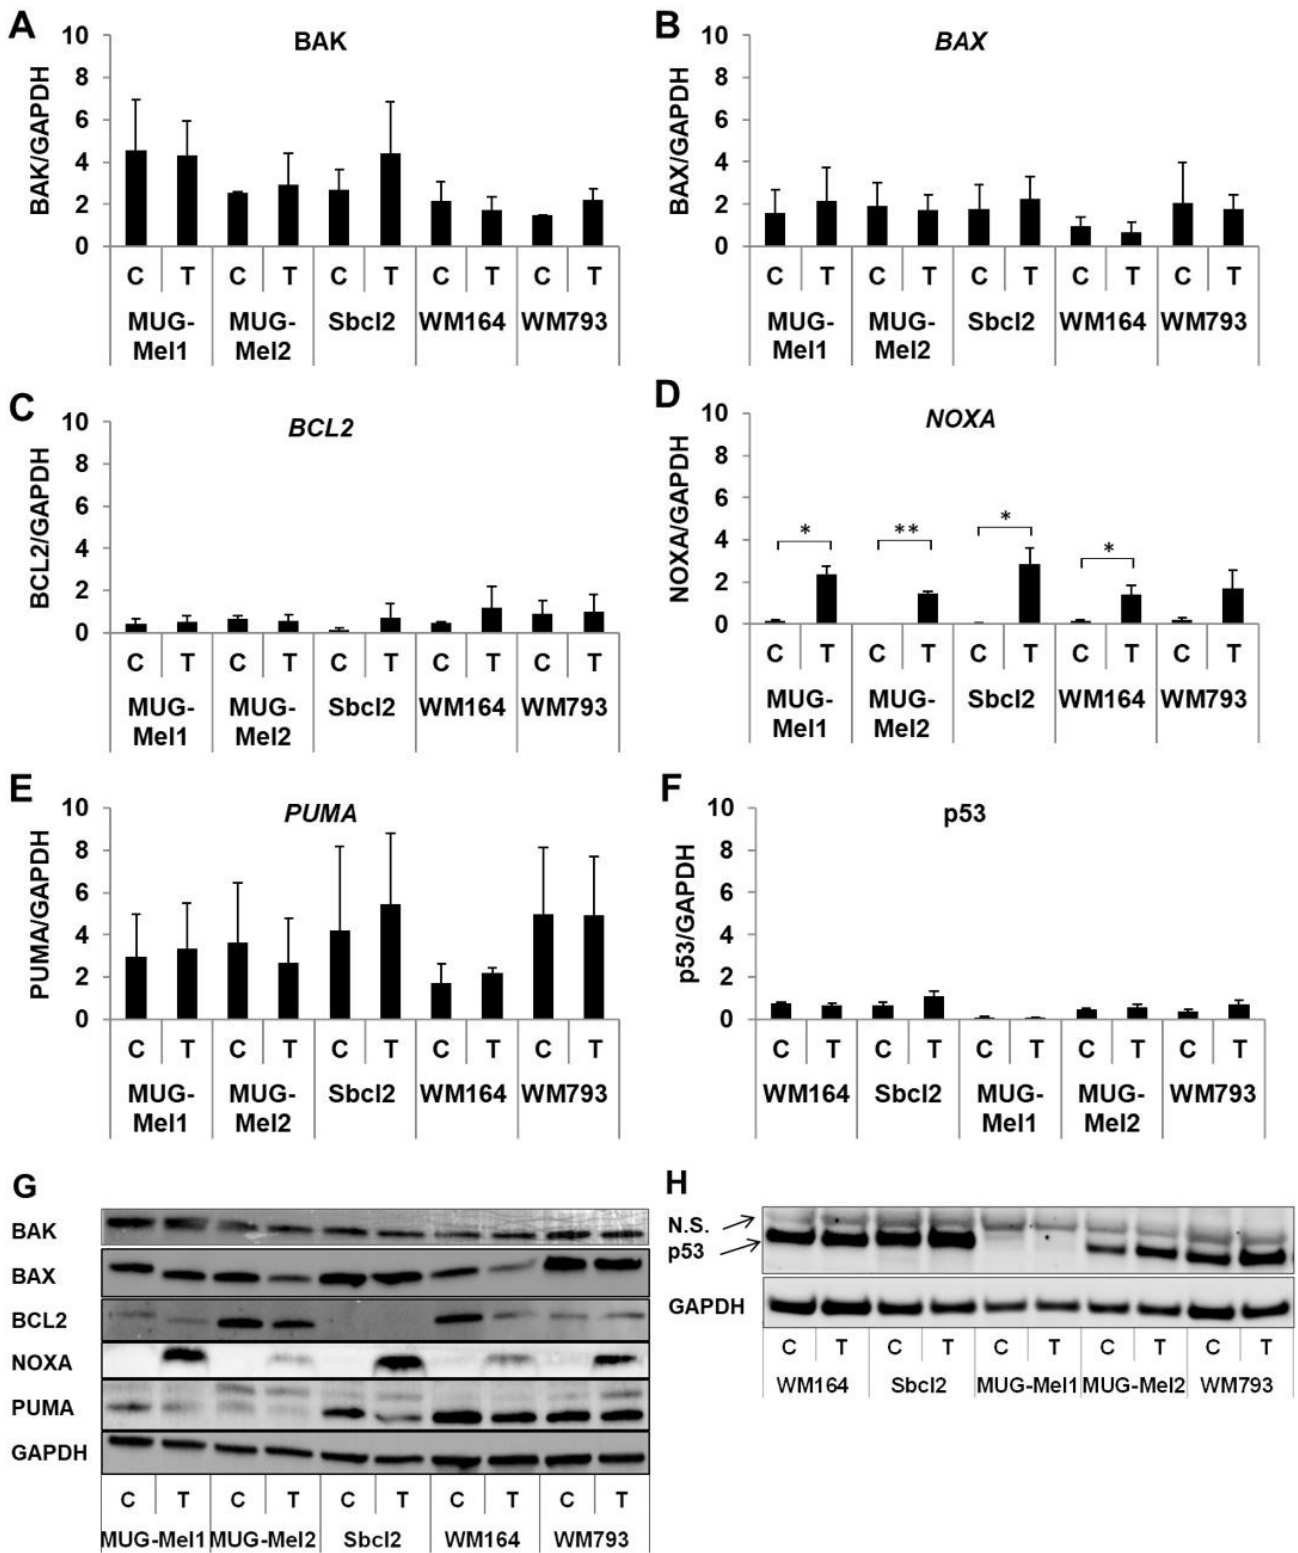 A
BAK
BAK/GAPDH
10
8
6
4
2
0
C T C T C T C T C T
MUG-Mel1 MUG-Mel2 Sbcl2 WM164 WM793
B
BAX
BAX/GAPDH
10
8
6
4
2
0
C T C T C T C T C T
MUG-Mel1 MUG-Mel2 Sbcl2 WM164 WM793
C
BCL2
BCL2/GAPDH
10
8
6
4
2
0
C T C T C T C T C T
MUG-Mel1 MUG-Mel2 Sbcl2 WM164 WM793
D
NOXA
NOXA/GAPDH
10
8
6
4
2
0
* ** * *
C T C T C T C T C T
MUG-Mel1 MUG-Mel2 Sbcl2 WM164 WM793
E
PUMA
PUMA/GAPDH
10
8
6
4
2
0
C T C T C T C T C T
MUG-Mel1 MUG-Mel2 Sbcl2 WM164 WM793
F
p53
p53/GAPDH
10
8
6
4
2
0
C T C T C T C T C T
WM164 Sbcl2 MUG-Mel1 MUG-Mel2 WM793
G
BAK
BAX
BCL2
NOXA
PUMA
GAPDH
C T C T C T C T C T
MUG-Mel1 MUG-Mel2 Sbcl2 WM164 WM793
H
N.S.
p53
GAPDH
C T C T C T C T C T
WM164 Sbcl2 MUG-Mel1 MUG-Mel2 WM793